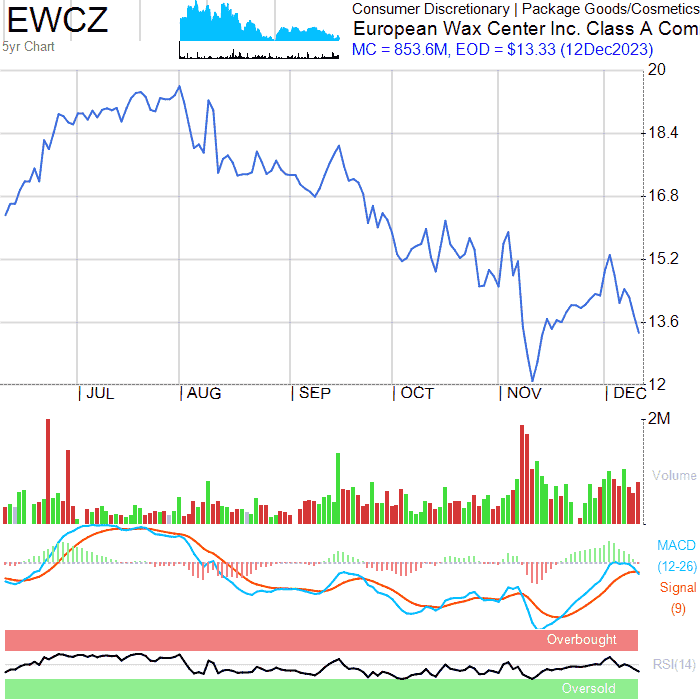 EWCZ
5yr Chart
Consumer Discretionary | Package Goods/Cosmetics
European Wax Center Inc. Class A Com
MC = 853.6M, EOD = $13.33 (12Dec2023)
20
18.4
16.8
15.2
13.6
12
| JUL | AUG | SEP | OCT | NOV | DEC
2M
Volume
MACD
(12-26)
Signal
(9)
Overbought
RSI(14)
Oversold